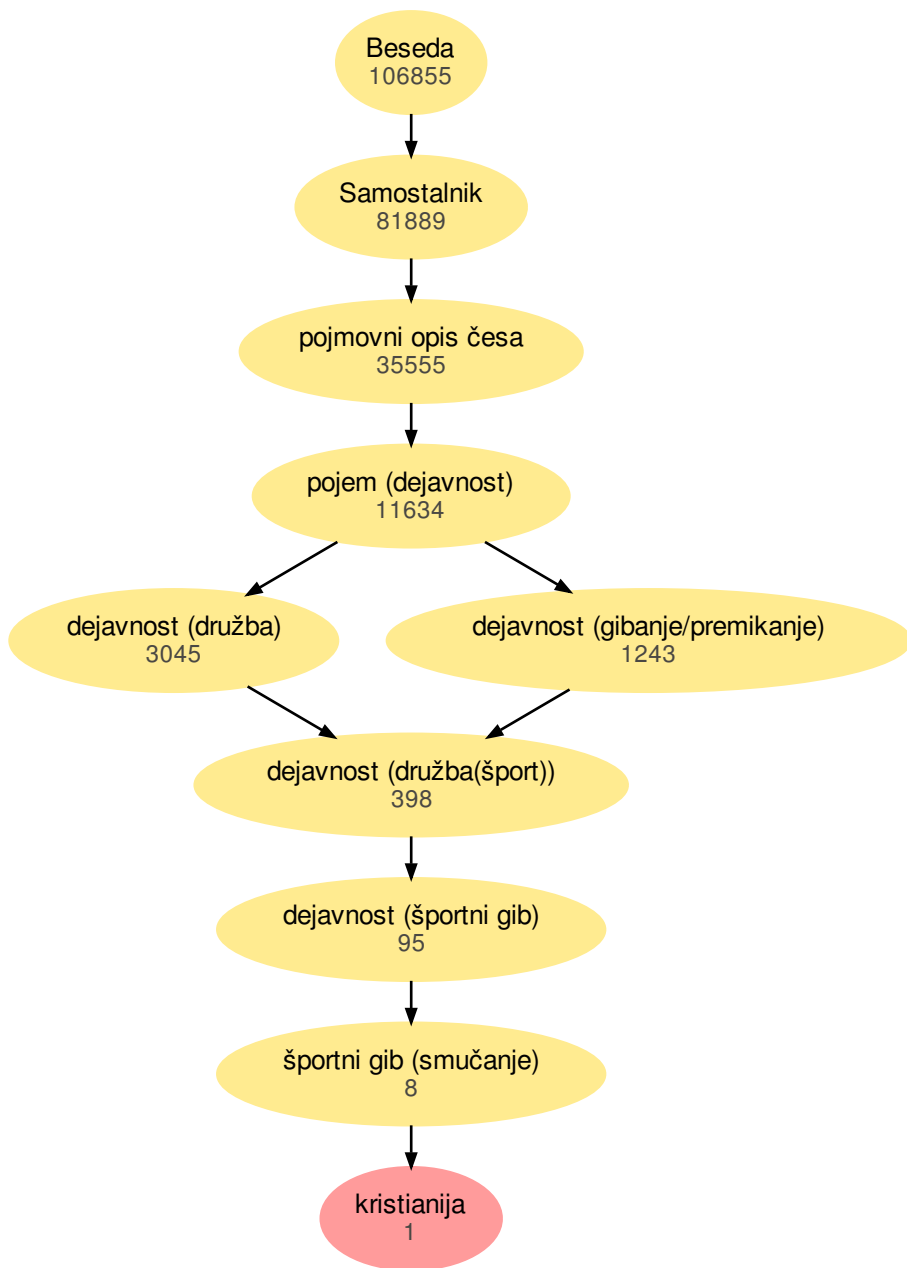 Beseda
106855
Samostalnik
81889
pojmovni opis česa
35555
pojem (dejavnost)
11634
dejavnost (družba)
3045
dejavnost (gibanje/premikanje)
1243
dejavnost (družba(šport))
398
dejavnost (športni gib)
95
športni gib (smučanje)
8
kristianija
1